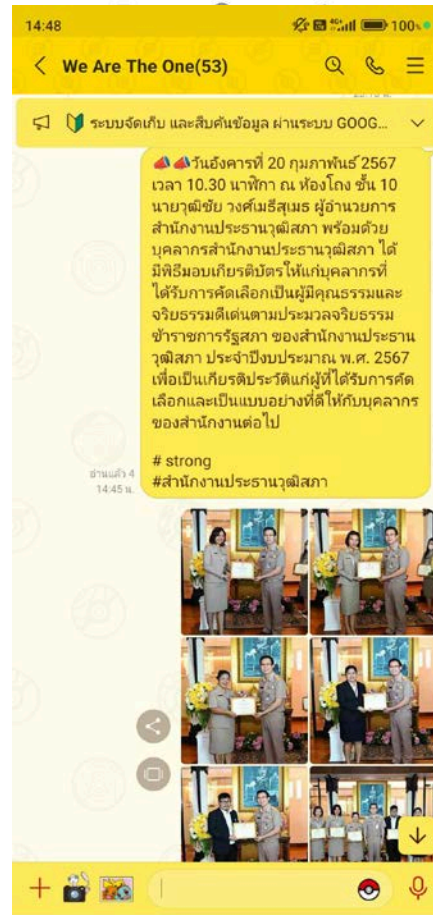 14:48
100
We Are The One(53)
ระบบจัดเก็บ และสืบค้นข้อมูล ผ่านระบบ GOOG...
วันอังคารที่ 20 กุมภาพันธ์ 2567
เวลา 10.30 นาฬิกา ณ ห้องโถง ชั้น 10
นายวุฒิชัย วงศ์เมธีสุเมธ ผู้อำนวยการ
สำนักงานประธานวุฒิสภา พร้อมด้วย
บุคลากรสำนักงานประธานวุฒิสภา ได้
มีพิธีมอบเกียรติบัตรให้แก่บุคลากรที่
ได้รับการคัดเลือกเป็นผู้มีคุณธรรมและ
จริยธรรมดีเด่นตามประมวลจริยธรรม
ข้าราชการรัฐสภา ของสำนักงานประธาน
วุฒิสภา ประจำปีงบประมาณ พ.ศ. 2567
เพื่อเป็นเกียรติประวัติแก่ผู้ที่ได้รับการคัด
เลือกและเป็นแบบอย่างที่ดีให้กับบุคลากร
ของสำนักงานต่อไป
# strong
#สำนักงานประธานวุฒิสภา
อ่านแล้ว 4
14:45 น.